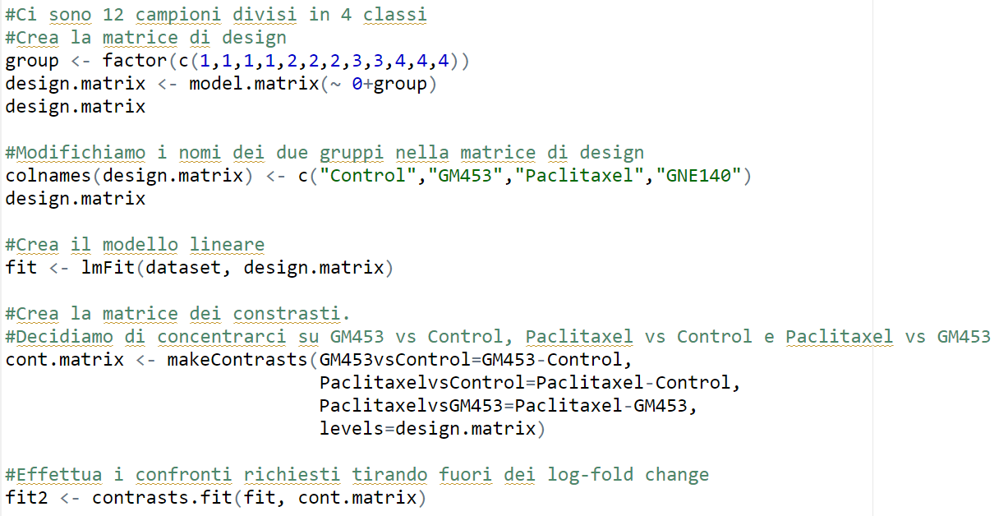 #Ci sono 12 campioni divisi in 4 classi
#Crea la matrice di design
group <- factor(c(1,1,1,1,2,2,2,3,3,4,4,4))
design.matrix <- model.matrix(~ 0+group)
design.matrix
#Modifichiamo i nomi dei due gruppi nella matrice di design
colnames(design.matrix) <- c("Control","GM453","Paclitaxel","GNE140")
design.matrix
#Crea il modello lineare
fit <- lmFit(dataset, design.matrix)
#Crea la matrice dei constrasti.
#Decidiamo di concentrarci su GM453 vs Control, Paclitaxel vs Control e Paclitaxel vs GM453
cont.matrix <- makeContrasts(GM453vsControl=GM453-Control,
PaclitaxelvsControl=Paclitaxel-Control,
PaclitaxelvsGM453=Paclitaxel-GM453,
levels=design.matrix)
#Effettua i confronti richiesti tirando fuori dei log-fold change
fit2 <- contrasts.fit(fit, cont.matrix)